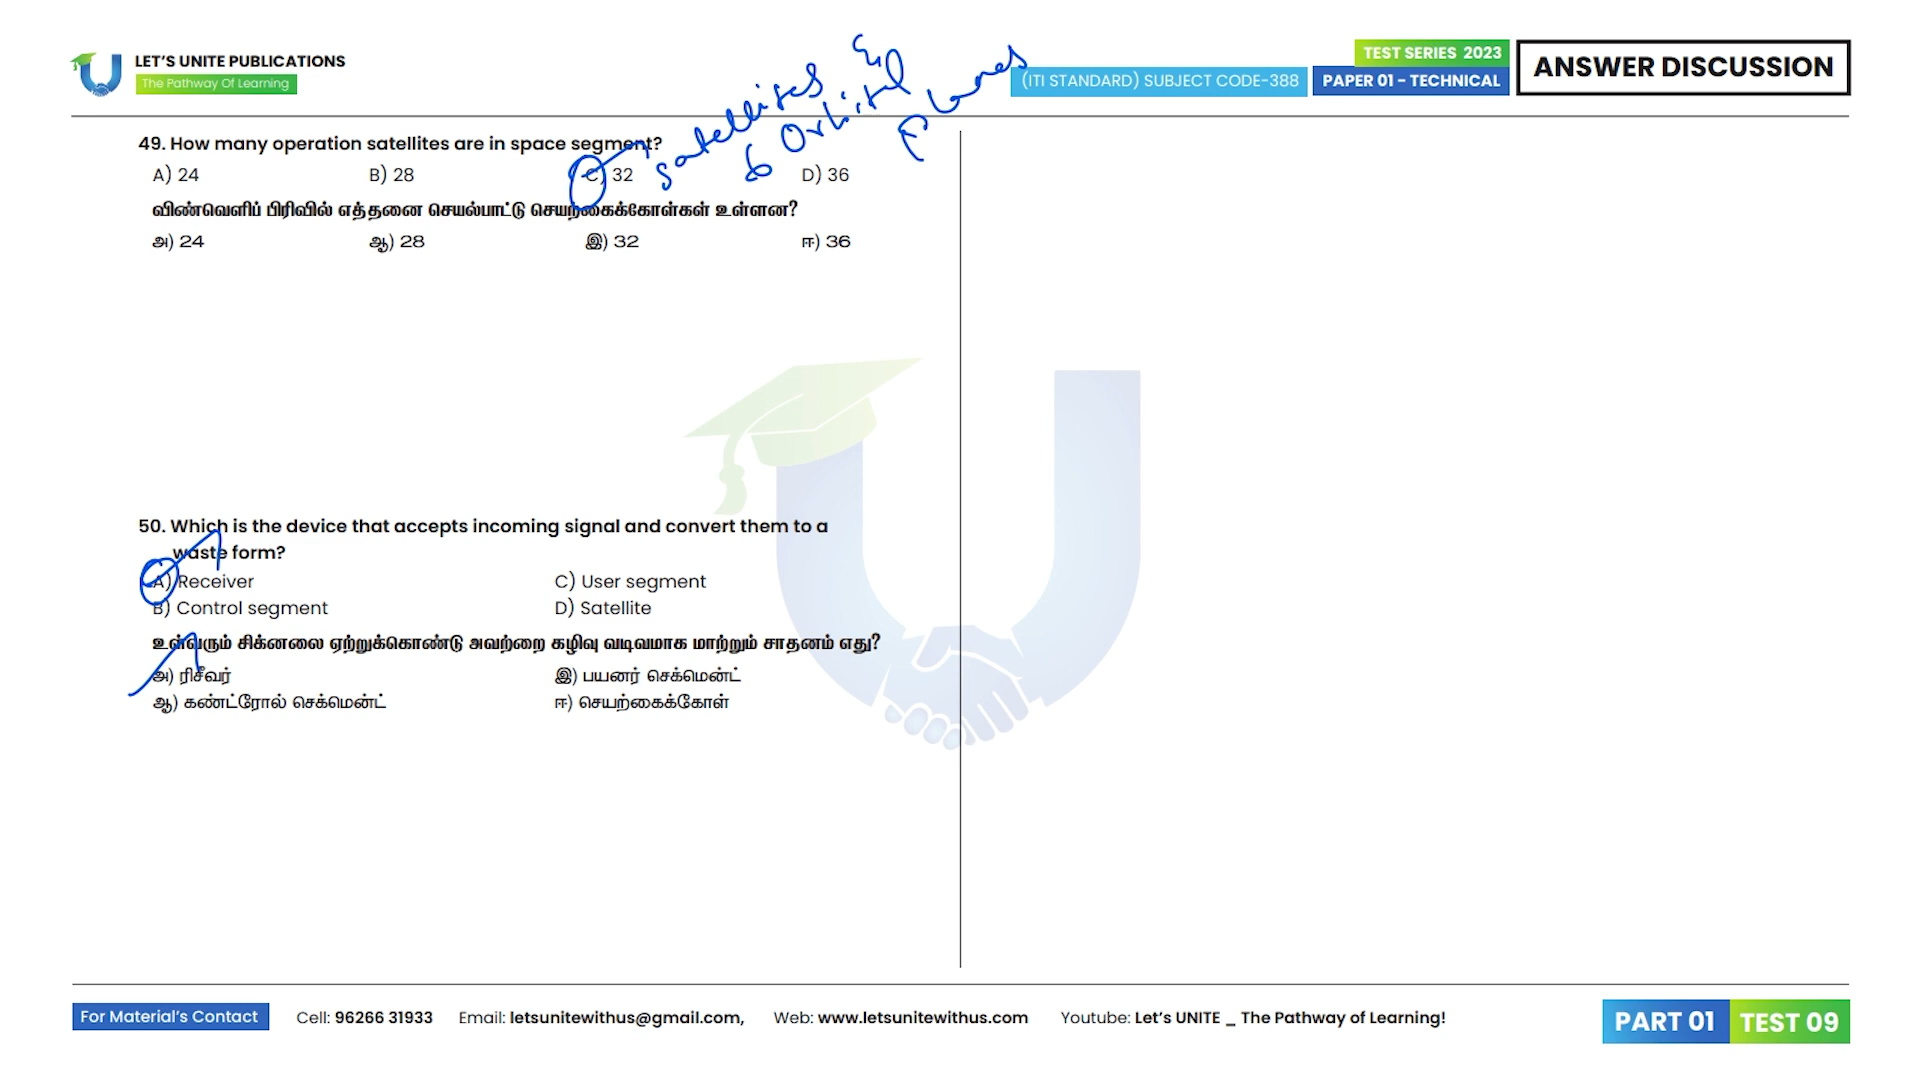 LET'S UNITE PUBLICATIONS
The Pathway Of Learning
TEST SERIES 2023
(ITI STANDARD) SUBJECT CODE-388
PAPER 01 - TECHNICAL
ANSWER DISCUSSION
49. How many operation satellites are in space segment?
A) 24 B) 28 C) 32 D) 36
satellites
6 Orbital
Planes
விண்வெளிப் பிரிவில் எத்தனை செயல்பாட்டு செயற்கைக்கோள்கள் உள்ளன?
அ) 24 ஆ) 28 இ) 32 ஈ) 36
50. Which is the device that accepts incoming signal and convert them to a
waste form?
A) Receiver C) User segment
B) Control segment D) Satellite
உள்வரும் சிக்னலை ஏற்றுக்கொண்டு அவற்றை கழிவு வடிவமாக மாற்றும் சாதனம் எது?
அ) ரிசீவர் இ) பயனர் செக்மென்ட்
ஆ) கண்ட்ரோல் செக்மென்ட் ஈ) செயற்கைக்கோள்
For Material's Contact Cell: 96266 31933 Email: letsunitewithus@gmail.com, Web: www.letsunitewithus.com Youtube: Let's UNITE _ The Pathway of Learning!
PART 01 TEST 09